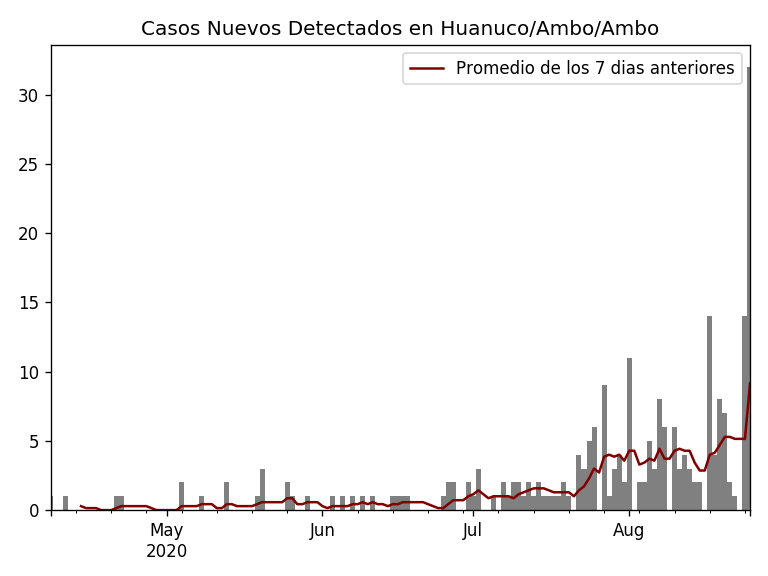 Casos Nuevos Detectados en Huanuco/Ambo/Ambo
Promedio de los 7 dias anteriores
30
25
20
15
10
5
0
May
2020
Jun
Jul
Aug